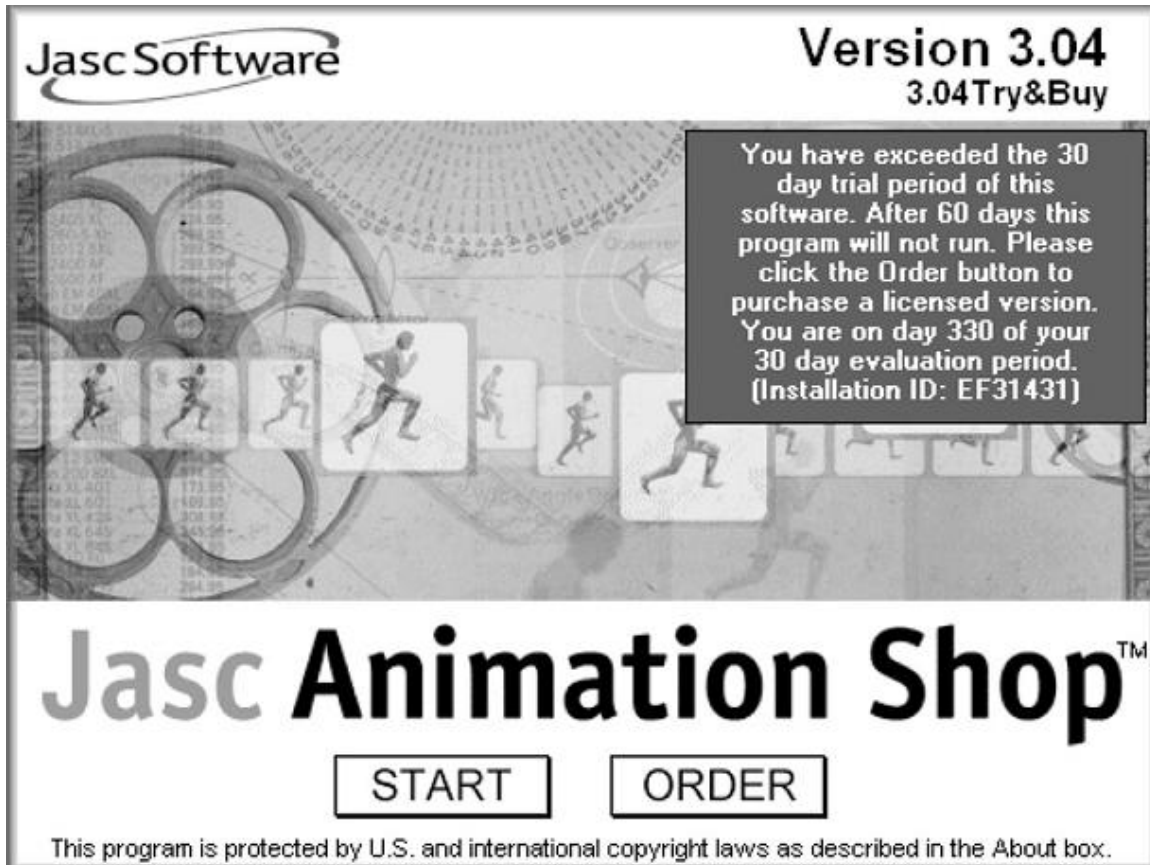 Jasc Software
Version 3.04
3.04Try&Buy
You have exceeded the 30
day trial period of this
software. After 60 days this
program will not run. Please
click the Order button to
purchase a licensed version.
You are on day 330 of your
30 day evaluation period.
(Installation ID: EF31431)
Jasc Animation Shop™
START
ORDER
This program is protected by U.S. and international copyright laws as described in the About box.